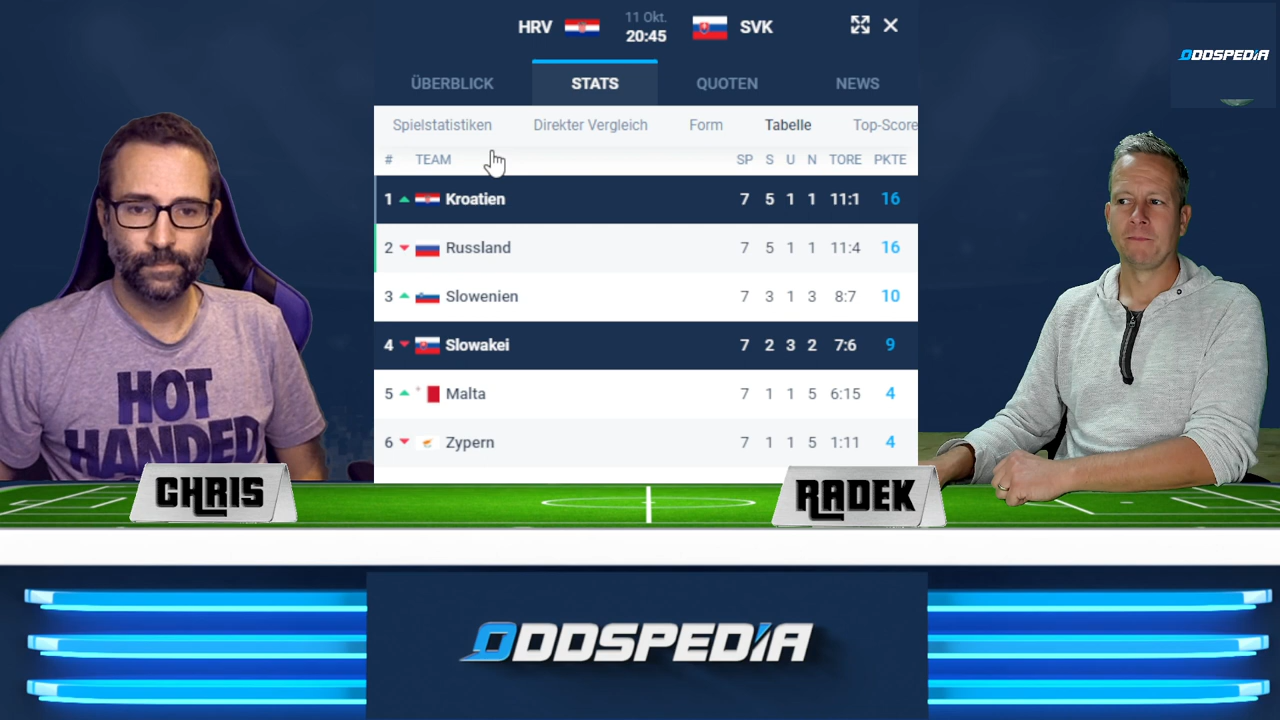 HRV 11 Okt. 20:45 SVK
ODDSPEDIA
ÜBERBLICK STATS QUOTEN NEWS
Spielstatistiken Direkter Vergleich Form Tabelle Top-Score
# TEAM SP S U N TORE PKTE
1 Kroatien 7 5 1 1 11:1 16
2 Russland 7 5 1 1 11:4 16
3 Slowenien 7 3 1 3 8:7 10
4 Slowakei 7 2 3 2 7:6 9
5 Malta 7 1 1 5 6:15 4
6 Zypern 7 1 1 5 1:11 4
HOT
HANDED
CHRIS
RADEK
ODDSPEDIA